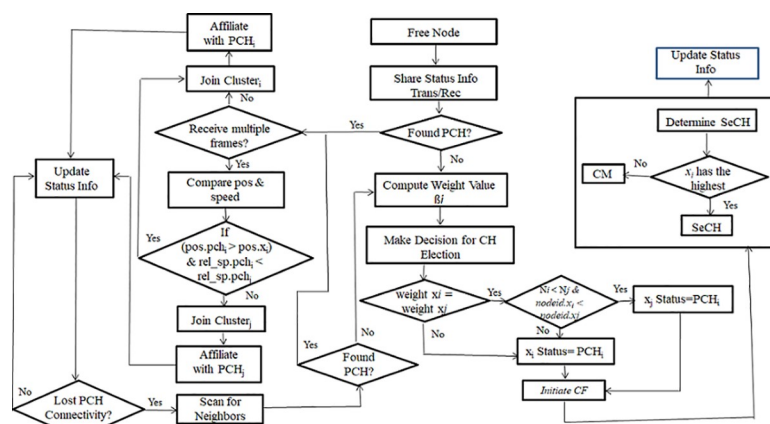 Affiliate
with PCHi
Free Node
Update Status
Info
Share Status Info
Trans/Rec
Join Clusteri
No
Receive multiple
frames?
Yes
Found PCH?
Determine SeCH
Yes
No
Update
Status Info
Compare pos &
speed
Compute Weight Value
ßi
CM
No
xi has the
highest
Yes
SeCH
If
(pos.pchi > pos.xi)
& rel_sp.pchi <
rel_sp.pchj
Yes
No
Make Decision for CH
Election
weight xi =
weight xj
Yes
Ni < Nj &
nodeid.xi <
nodeid.xj
Yes
xj Status=PCHi
Join Clusterj
No
No
No
xi Status= PCHi
Affiliate
with PCHj
Yes
Found
PCH?
Initiate CF
No
Lost PCH
Connectivity?
Yes
Scan for
Neighbors